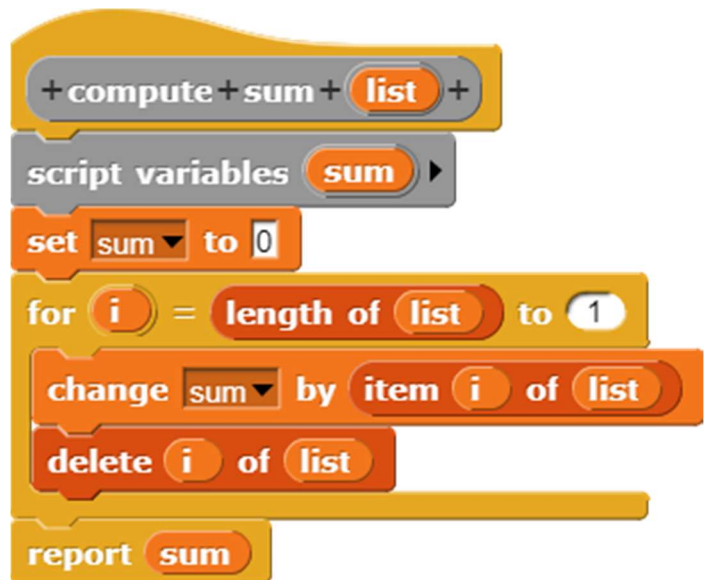 +compute+sum+ list +
script variables sum
set sum to 0
for i = length of list to 1
change sum by item i of list
delete i of list
report sum